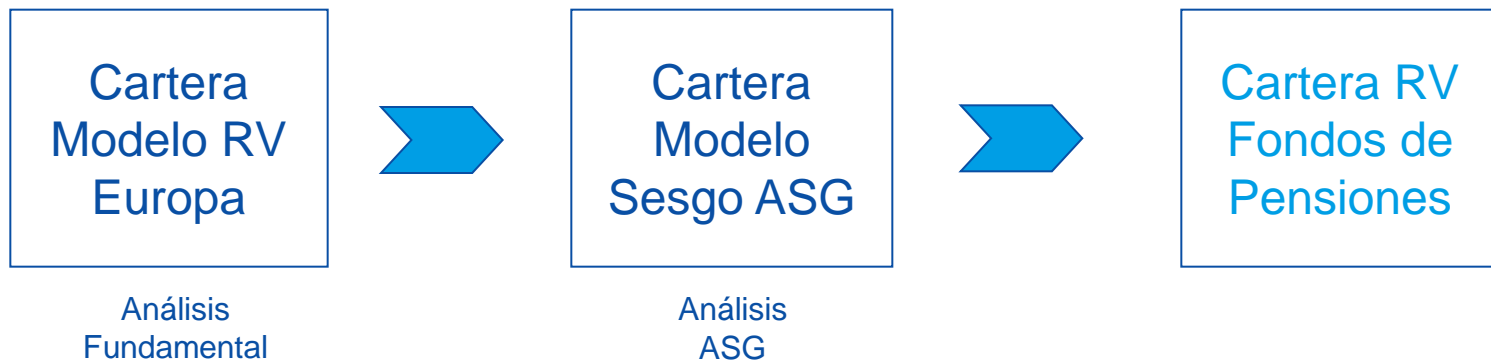 Cartera
Modelo RV
Europa
Análisis
Fundamental
Cartera
Modelo
Sesgo ASG
Análisis
ASG
Cartera RV
Fondos de
Pensiones